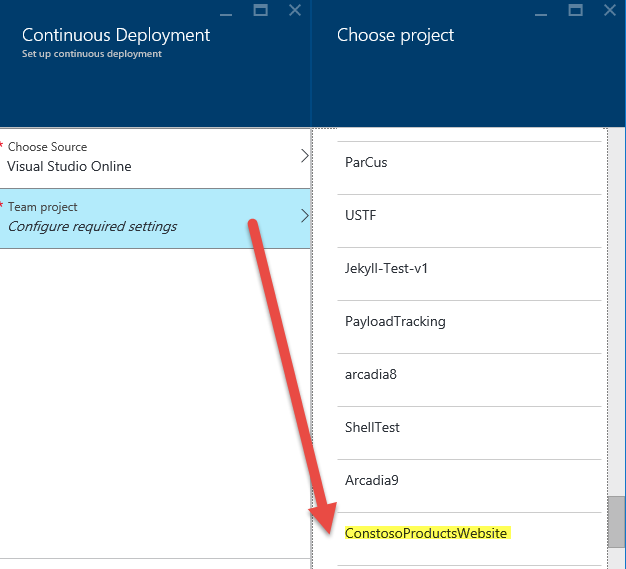 Continuous Deployment
Set up continuous deployment
* Choose Source
Visual Studio Online
* Team project
Configure required settings
Choose project
ParCus
USTF
Jekyll-Test-v1
PayloadTracking
arcadia8
ShellTest
Arcadia9
ConstosoProductsWebsite